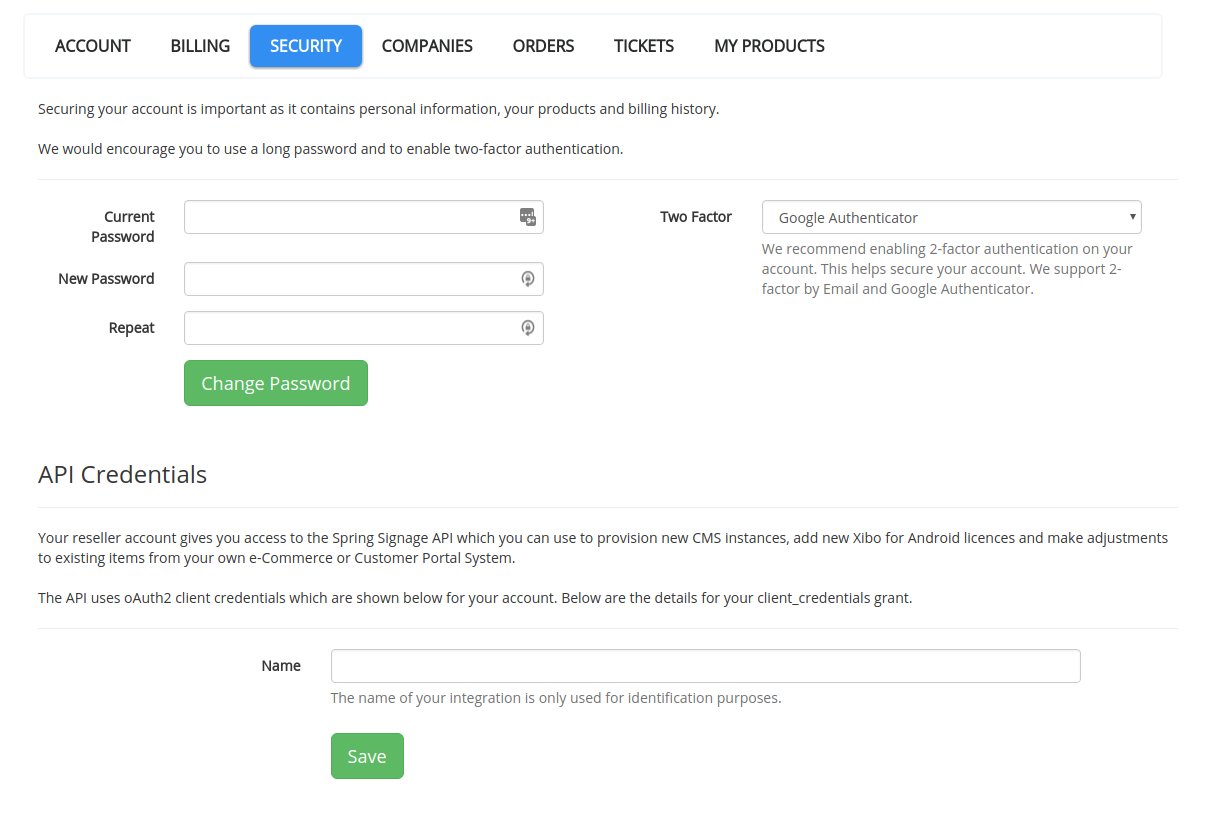 ACCOUNT BILLING SECURITY COMPANIES ORDERS TICKETS MY PRODUCTS
Securing your account is important as it contains personal information, your products and billing history.
We would encourage you to use a long password and to enable two-factor authentication.
Current
Password
New Password
Repeat
Change Password
Two Factor
Google Authenticator
We recommend enabling 2-factor authentication on your
account. This helps secure your account. We support 2-
factor by Email and Google Authenticator.
API Credentials
Your reseller account gives you access to the Spring Signage API which you can use to provision new CMS instances, add new Xibo for Android licences and make adjustments
to existing items from your own e-Commerce or Customer Portal System.
The API uses oAuth2 client credentials which are shown below for your account. Below are the details for your client_credentials grant.
Name
The name of your integration is only used for identification purposes.
Save